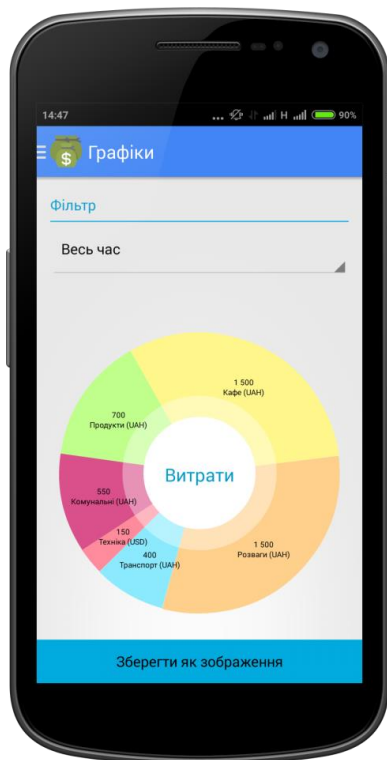 14:47
... H 90%
$ Графіки
Фільтр
Весь час
1 500
Кафе (UAH)
700
Продукти (UAH)
550
Комунальні (UAH)
Витрати
150
Техніка (USD)
400
Транспорт (UAH)
1 500
Розваги (UAH)
Зберегти як зображення